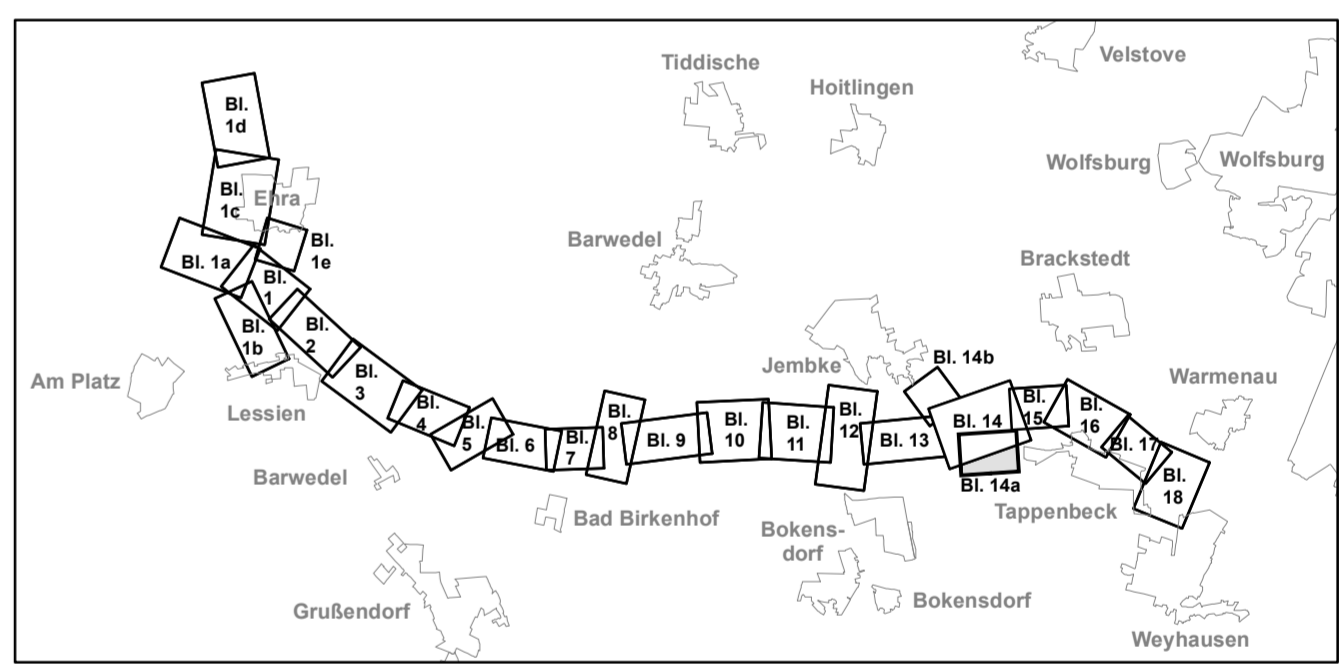 Velstove
Tiddische
Hoitlingen
Bl.
1d
Wolfsburg
Wolfsburg
Bl.
1c
Ehra
Bl.
1e
Barwedel
Bl. 1a
Bl.
1
Brackstedt
Bl.
1b
Bl.
2
Bl. 14b
Jembke
Am Platz
Bl.
3
Warmenau
Lessien
Bl.
4
Bl.
5
Bl. 6
Bl.
7
Bl.
8
Bl. 9
Bl.
10
Bl.
11
Bl.
12
Bl. 13
Bl. 14
Bl.
15
Bl.
16
Bl. 17
Bl.
18
Barwedel
Bl. 14a
Tappenbeck
Bad Birkenhof
Bokens-
dorf
Grußendorf
Bokensdorf
Weyhausen